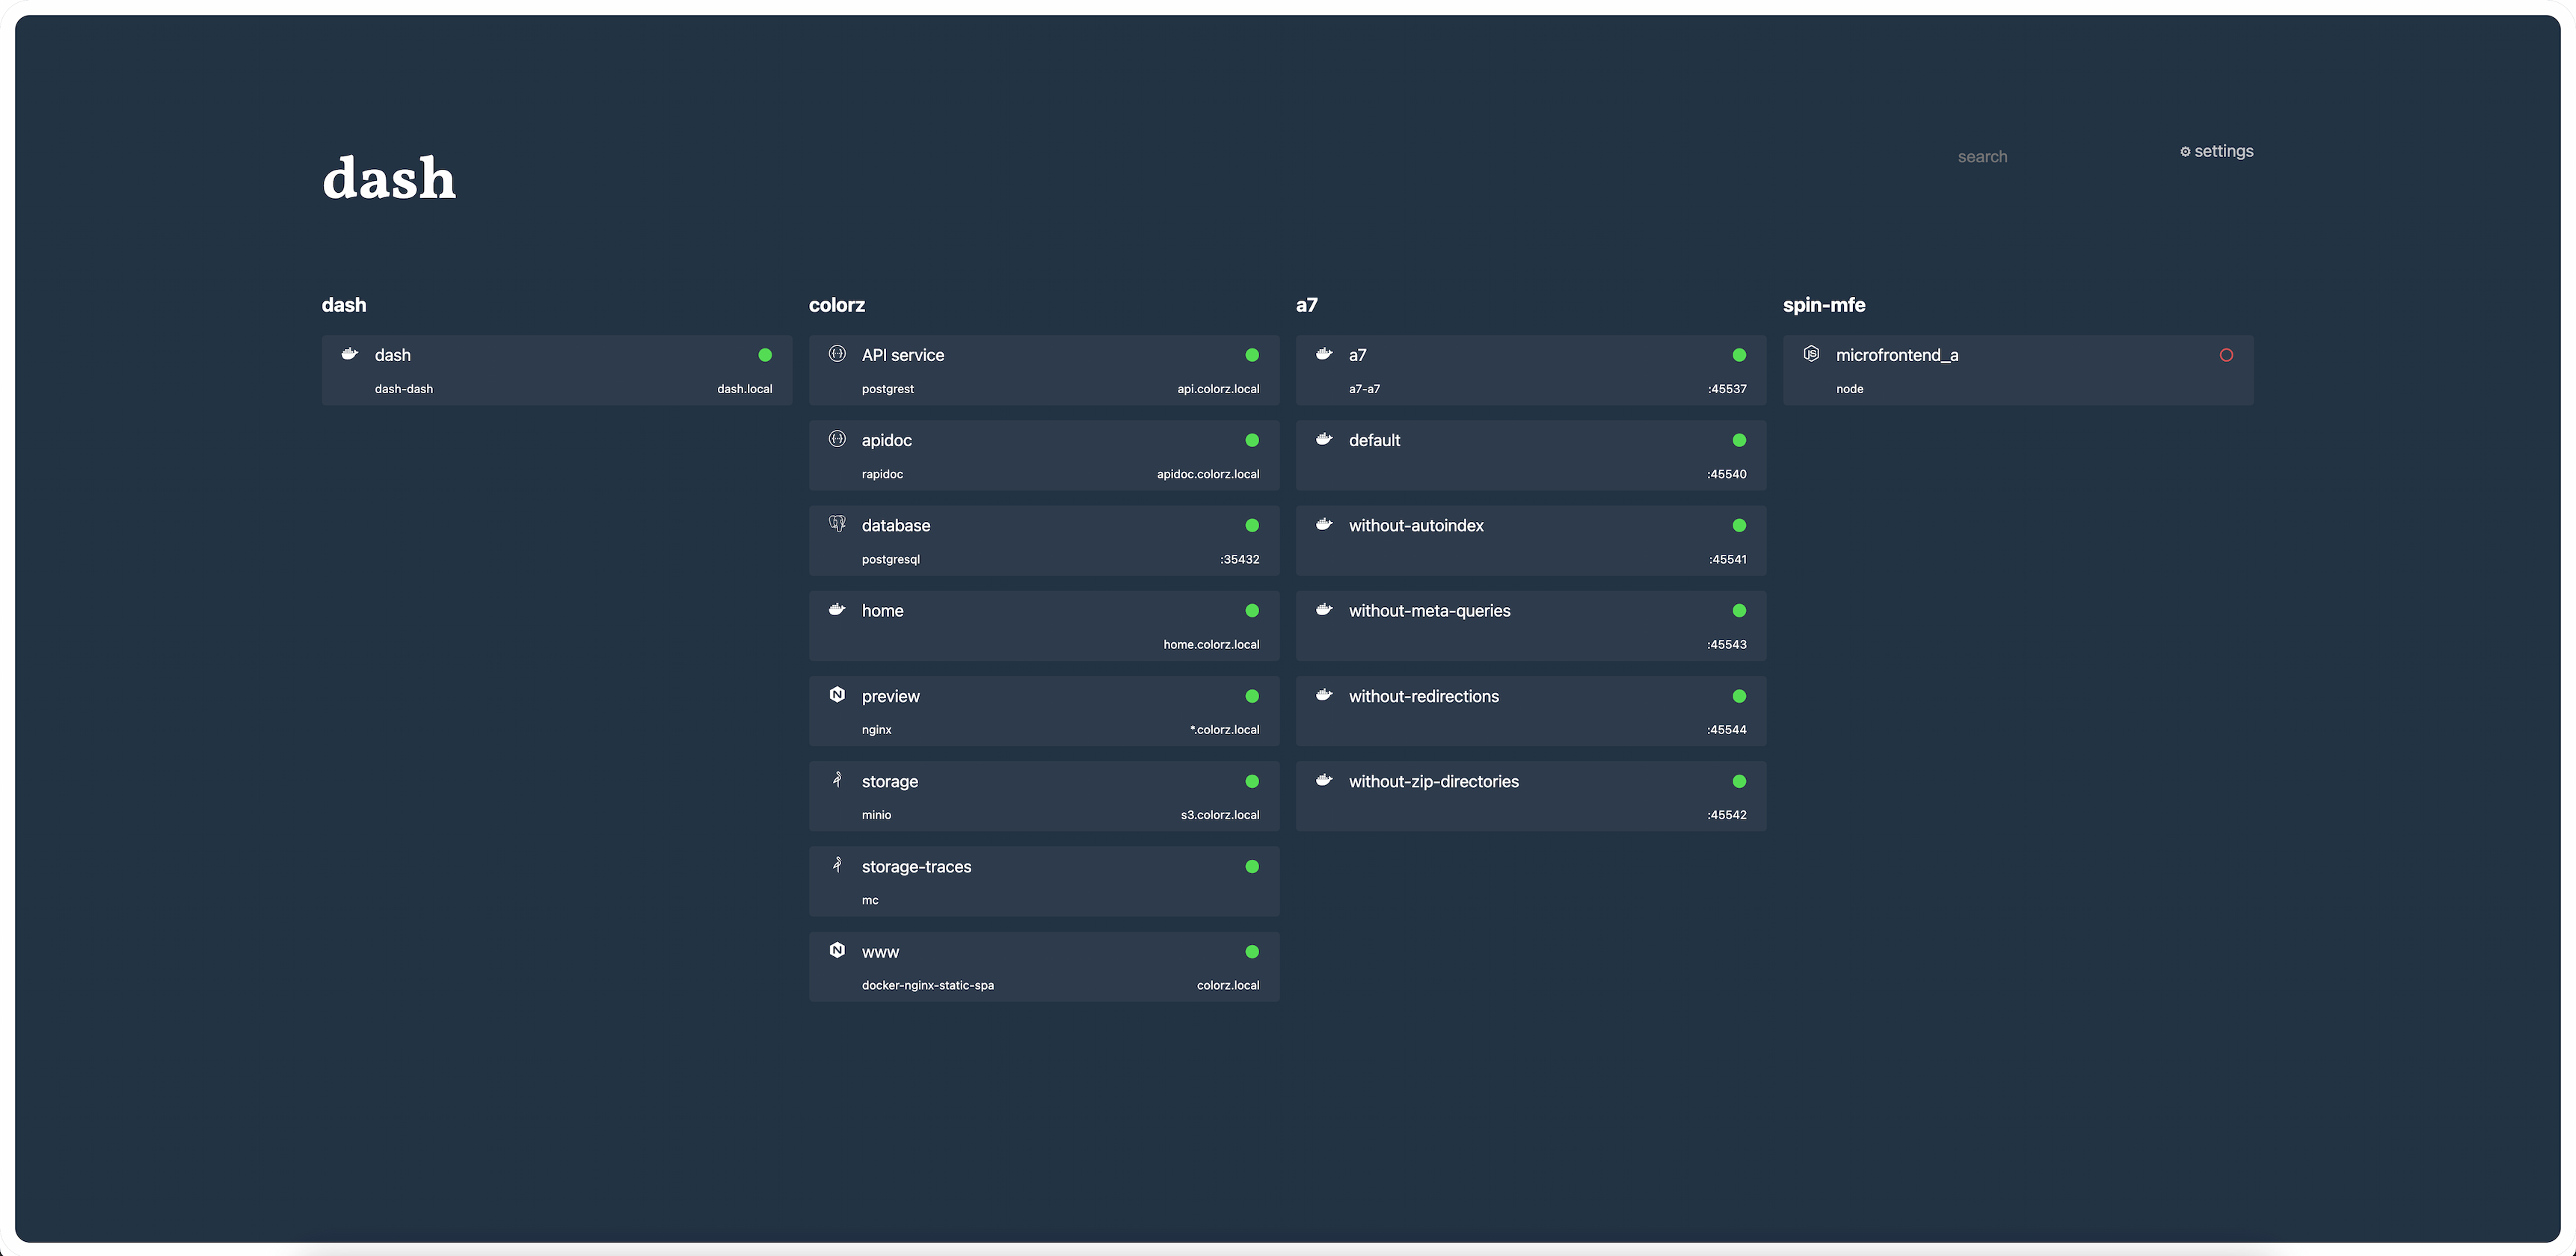 dash
search
⚙ settings
dash
dash
dash-dash dash.local
colorz
API service
postgrest api.colorz.local
apidoc
rapidoc apidoc.colorz.local
database
postgresql :35432
home
home.colorz.local
preview
nginx *.colorz.local
storage
minio s3.colorz.local
storage-traces
mc
www
docker-nginx-static-spa colorz.local
a7
a7
a7-a7 :45537
default
:45540
without-autoindex
:45541
without-meta-queries
:45543
without-redirections
:45544
without-zip-directories
:45542
spin-mfe
microfrontend_a
node